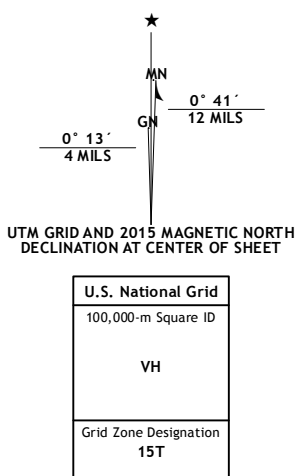 MN
0° 41´
12 MILS
GN
0° 13´
4 MILS
UTM GRID AND 2015 MAGNETIC NORTH
DECLINATION AT CENTER OF SHEET
U.S. National Grid
100,000-m Square ID
VH
Grid Zone Designation
15T